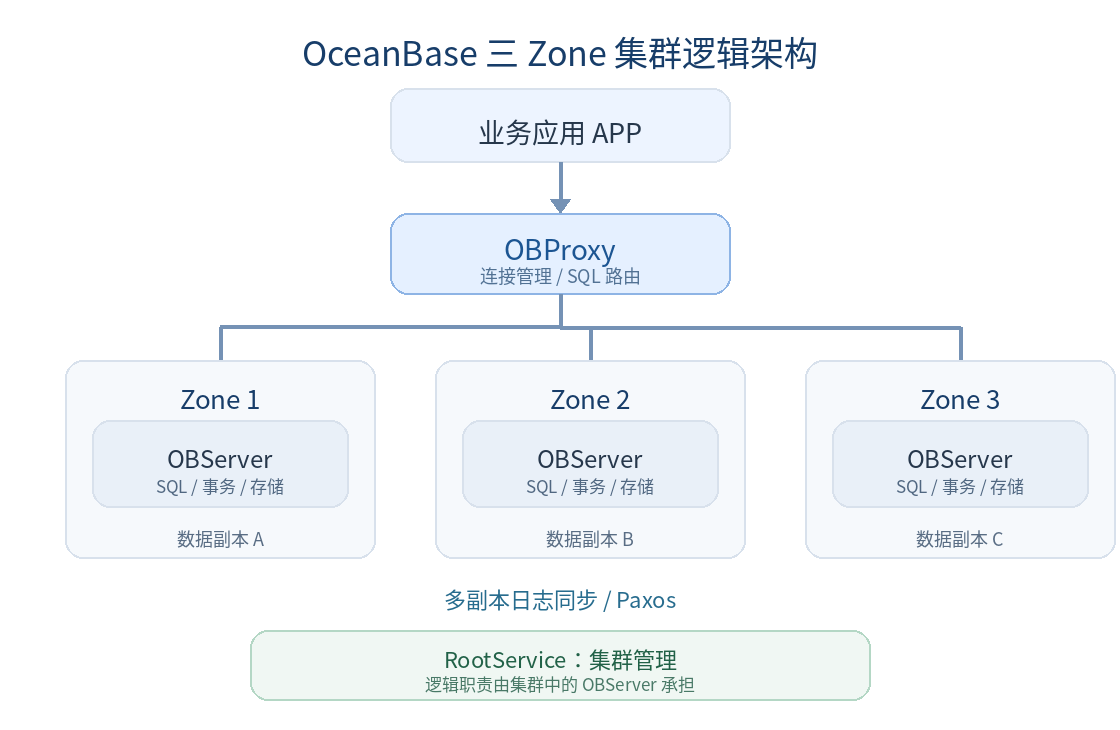 OceanBase 三 Zone 集群逻辑架构
业务应用 APP
OBProxy
连接管理 / SQL 路由
Zone 1
OBServer
SQL / 事务 / 存储
数据副本 A
Zone 2
OBServer
SQL / 事务 / 存储
数据副本 B
Zone 3
OBServer
SQL / 事务 / 存储
数据副本 C
多副本日志同步 / Paxos
RootService：集群管理
逻辑职责由集群中的 OBServer 承担